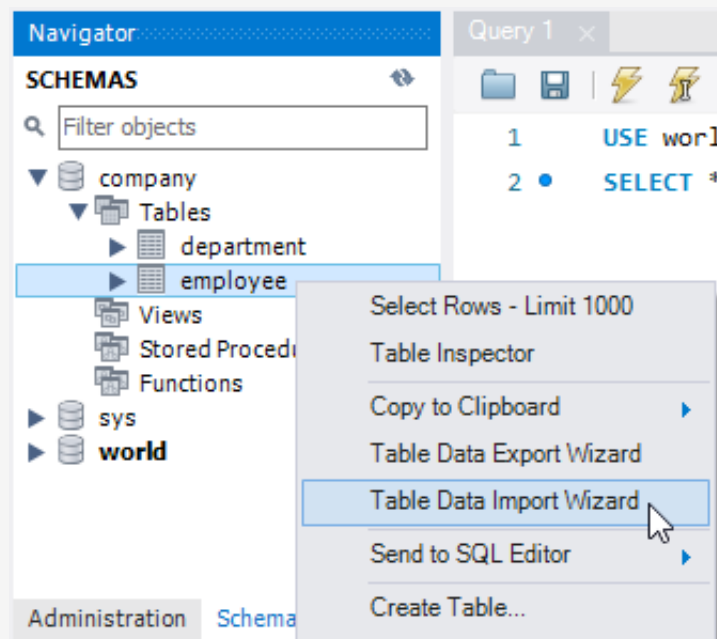 Navigator
SCHEMAS
Filter objects
company
Tables
department
employee
Views
Stored Procedu
Functions
sys
world
Administration Schema
Query 1
1 USE worl
2 SELECT *
Select Rows - Limit 1000
Table Inspector
Copy to Clipboard
Table Data Export Wizard
Table Data Import Wizard
Send to SQL Editor
Create Table...